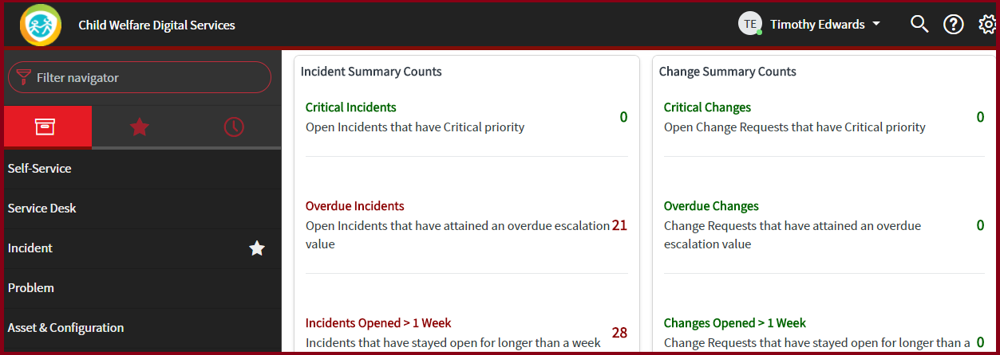 Child Welfare Digital Services
TE
Timothy Edwards
Filter navigator
Self-Service
Service Desk
Incident
Problem
Asset & Configuration
Incident Summary Counts
Critical Incidents
Open Incidents that have Critical priority
0
Overdue Incidents
Open Incidents that have attained an overdue escalation
value
21
Incidents Opened > 1 Week
Incidents that have stayed open for longer than a week
28
Change Summary Counts
Critical Changes
Open Change Requests that have Critical priority
0
Overdue Changes
Change Requests that have attained an overdue
escalation value
0
Changes Opened > 1 Week
Change Requests that have stayed open for longer than a
0